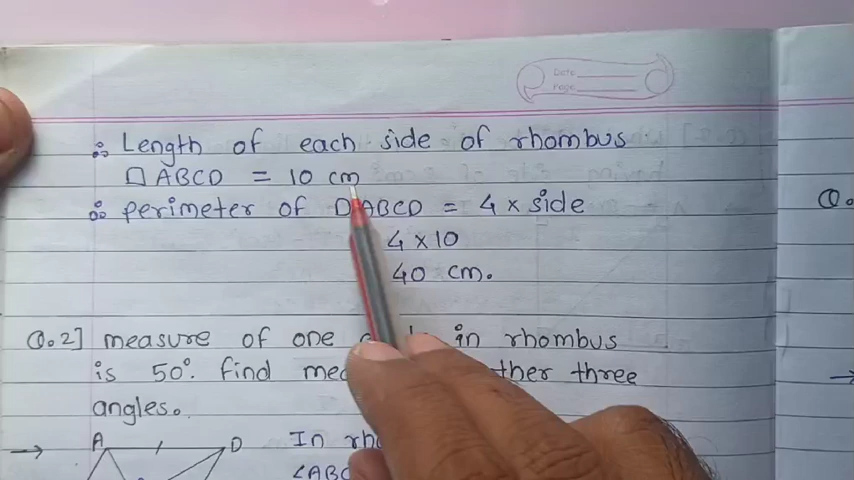 Date
Page
∴ Length of each side of rhombus
□ ABCD = 10 cm
∴ perimeter of □ABCD = 4 × side
4 × 10
40 cm.
Q.2] measure of one in rhombus
is 50°. find three
angles.
→ A D In
∠ABC
Q.
→